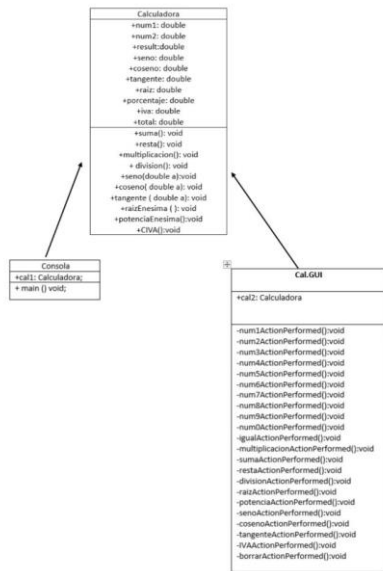 Calculadora
+num1: double
+num2: double
+result:double
+seno: double
+coseno: double
+tangente: double
+raiz: double
+porcentaje: double
+iva: double
+total: double
+suma(): void
+resta(): void
+multiplicacion(): void
+ division(): void
+seno(double a):void
+coseno( double a): void
+tangente ( double a): void
+raizEnesima ( ): void
+potenciaEnesima():void
+CIVA():void
Consola
+cal1: Calculadora;
+ main () void;
Cal.GUI
+cal2: Calculadora
-num1ActionPerformed():void
-num2ActionPerformed():void
-num3ActionPerformed():void
-num4ActionPerformed():void
-num5ActionPerformed():void
-num6ActionPerformed():void
-num7ActionPerformed():void
-num8ActionPerformed():void
-num9ActionPerformed():void
-num0ActionPerformed():void
-igualActionPerformed():void
-multiplicacionActionPerformed():void
-sumaActionPerformed():void
-restaActionPerformed():void
-divisionActionPerformed():void
-raizActionPerformed():void
-potenciaActionPerformed():void
-senoActionPerformed():void
-cosenoActionPerformed():void
-tangenteActionPerformed():void
-IVAActionPerformed():void
-borrarActionPerformed():void